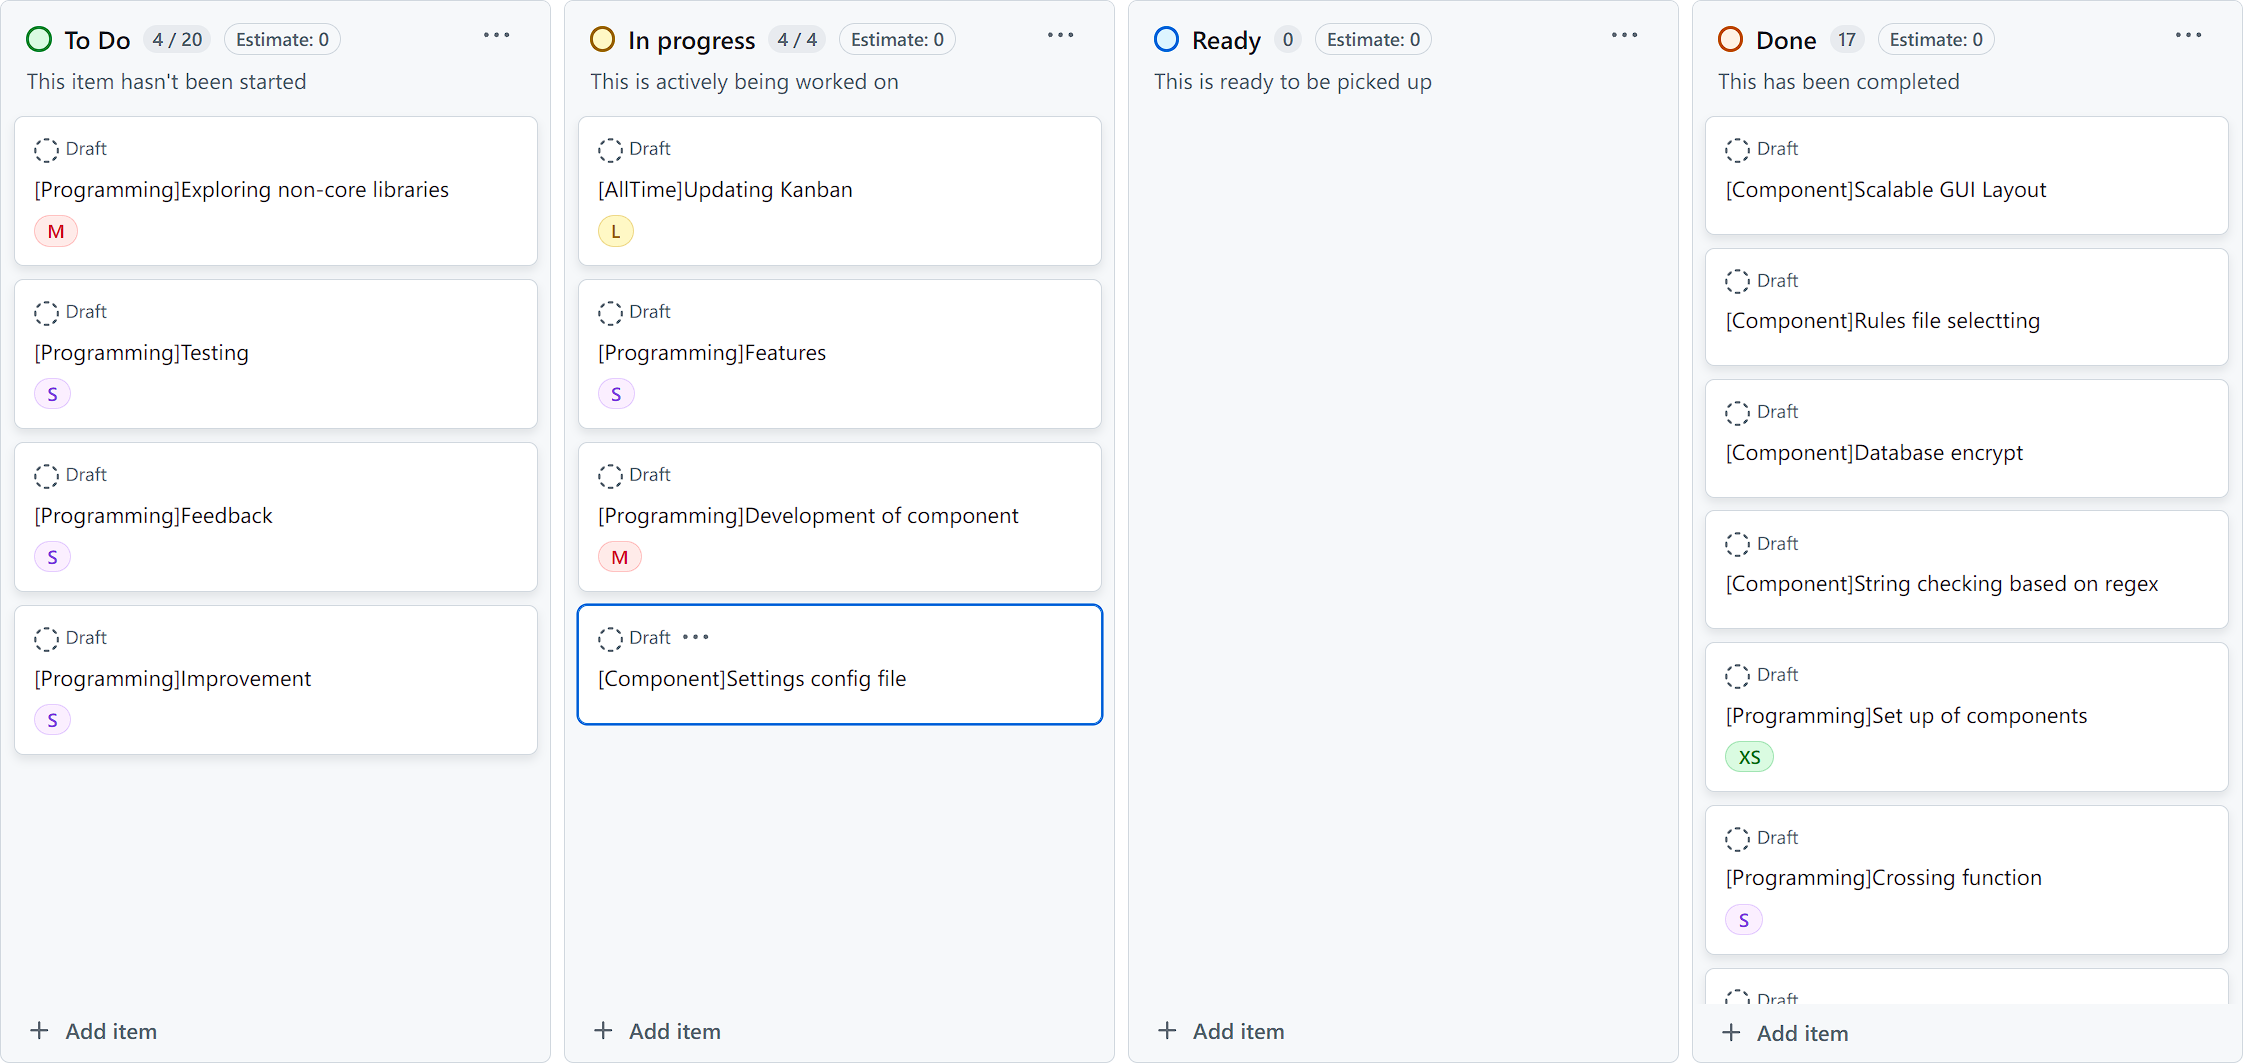 To Do 4 / 20 Estimate: 0
This item hasn't been started
Draft
[Programming]Exploring non-core libraries
M
Draft
[Programming]Testing
S
Draft
[Programming]Feedback
S
Draft
[Programming]Improvement
S
+ Add item
In progress 4 / 4 Estimate: 0
This is actively being worked on
Draft
[AllTime]Updating Kanban
L
Draft
[Programming]Features
S
Draft
[Programming]Development of component
M
Draft
[Component]Settings config file
+ Add item
Ready 0 Estimate: 0
This is ready to be picked up
+ Add item
Done 17 Estimate: 0
This has been completed
Draft
[Component]Scalable GUI Layout
Draft
[Component]Rules file selectting
Draft
[Component]Database encrypt
Draft
[Component]String checking based on regex
Draft
[Programming]Set up of components
XS
Draft
[Programming]Crossing function
S
Draft
+ Add item